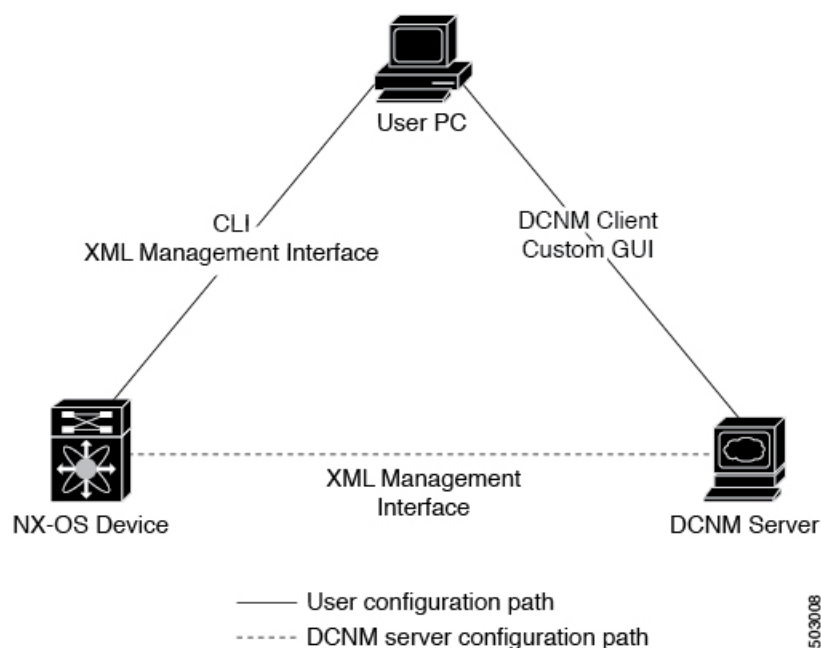 User PC
CLI
XML Management Interface
DCNM Client
Custom GUI
XML Management
Interface
NX-OS Device
DCNM Server
User configuration path
DCNM server configuration path
503008